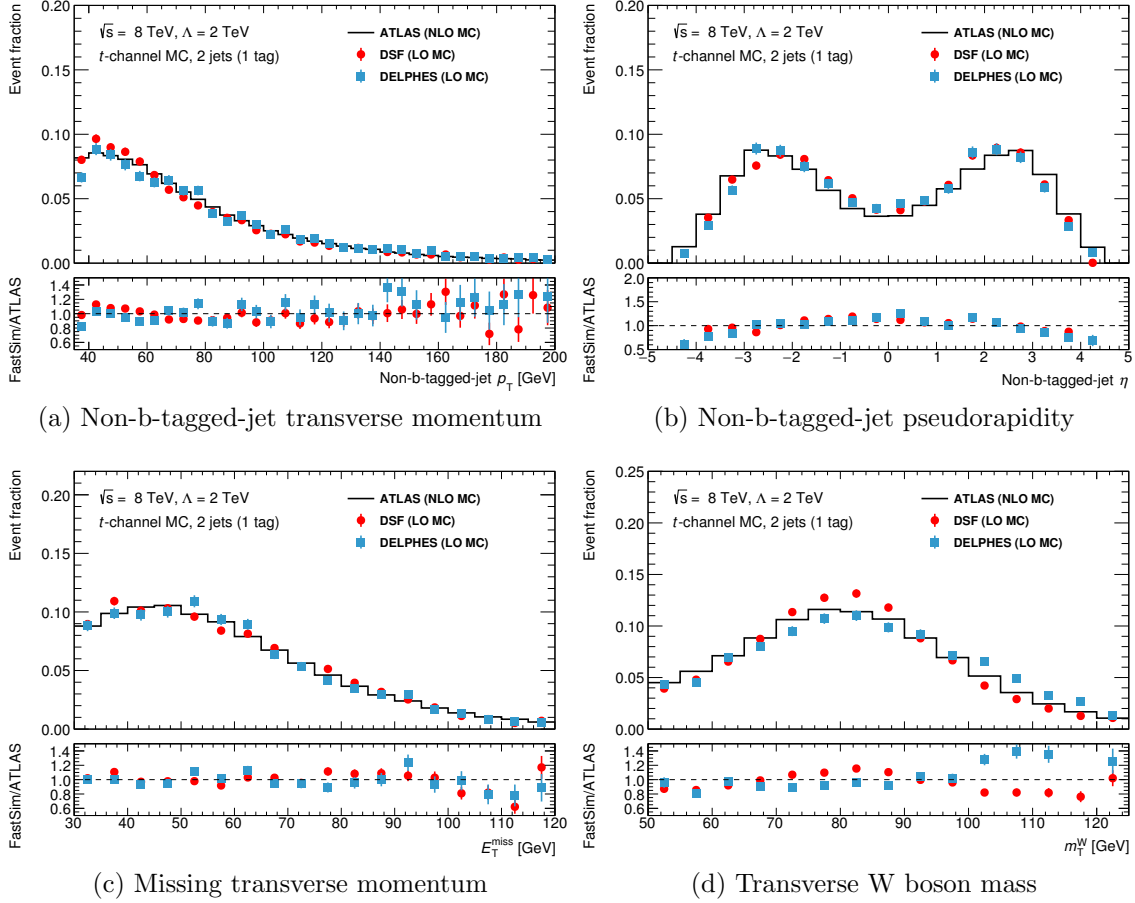 Event fraction
√s = 8 TeV, Λ = 2 TeV
t-channel MC, 2 jets (1 tag)
ATLAS (NLO MC)
DSF (LO MC)
DELPHES (LO MC)
0.20
0.15
0.10
0.05
0.00
FastSim/ATLAS
1.4
1.2
1.0
0.8
0.6
40 60 80 100 120 140 160 180 200
Non-b-tagged-jet p_T [GeV]
(a) Non-b-tagged-jet transverse momentum
Event fraction
√s = 8 TeV, Λ = 2 TeV
t-channel MC, 2 jets (1 tag)
ATLAS (NLO MC)
DSF (LO MC)
DELPHES (LO MC)
0.20
0.15
0.10
0.05
0.00
FastSim/ATLAS
2.0
1.5
1.0
0.5
−5 −4 −3 −2 −1 0 1 2 3 4 5
Non-b-tagged-jet η
(b) Non-b-tagged-jet pseudorapidity
Event fraction
√s = 8 TeV, Λ = 2 TeV
t-channel MC, 2 jets (1 tag)
ATLAS (NLO MC)
DSF (LO MC)
DELPHES (LO MC)
0.20
0.15
0.10
0.05
0.00
FastSim/ATLAS
1.4
1.2
1.0
0.8
0.6
30 40 50 60 70 80 90 100 110 120
E_T^miss [GeV]
(c) Missing transverse momentum
Event fraction
√s = 8 TeV, Λ = 2 TeV
t-channel MC, 2 jets (1 tag)
ATLAS (NLO MC)
DSF (LO MC)
DELPHES (LO MC)
0.25
0.20
0.15
0.10
0.05
0.00
FastSim/ATLAS
1.4
1.2
1.0
0.8
0.6
50 60 70 80 90 100 110 120
m_T^W [GeV]
(d) Transverse W boson mass